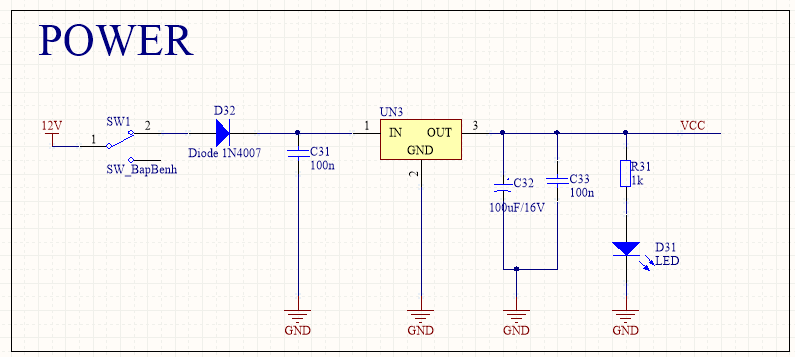 POWER
12V
SW1
1
2
SW_BapBenh
D32
Diode 1N4007
C31
100n
UN3
1
IN
OUT
GND
3
2
VCC
C32
100uF/16V
C33
100n
R31
1k
D31
LED
GND
GND
GND
GND